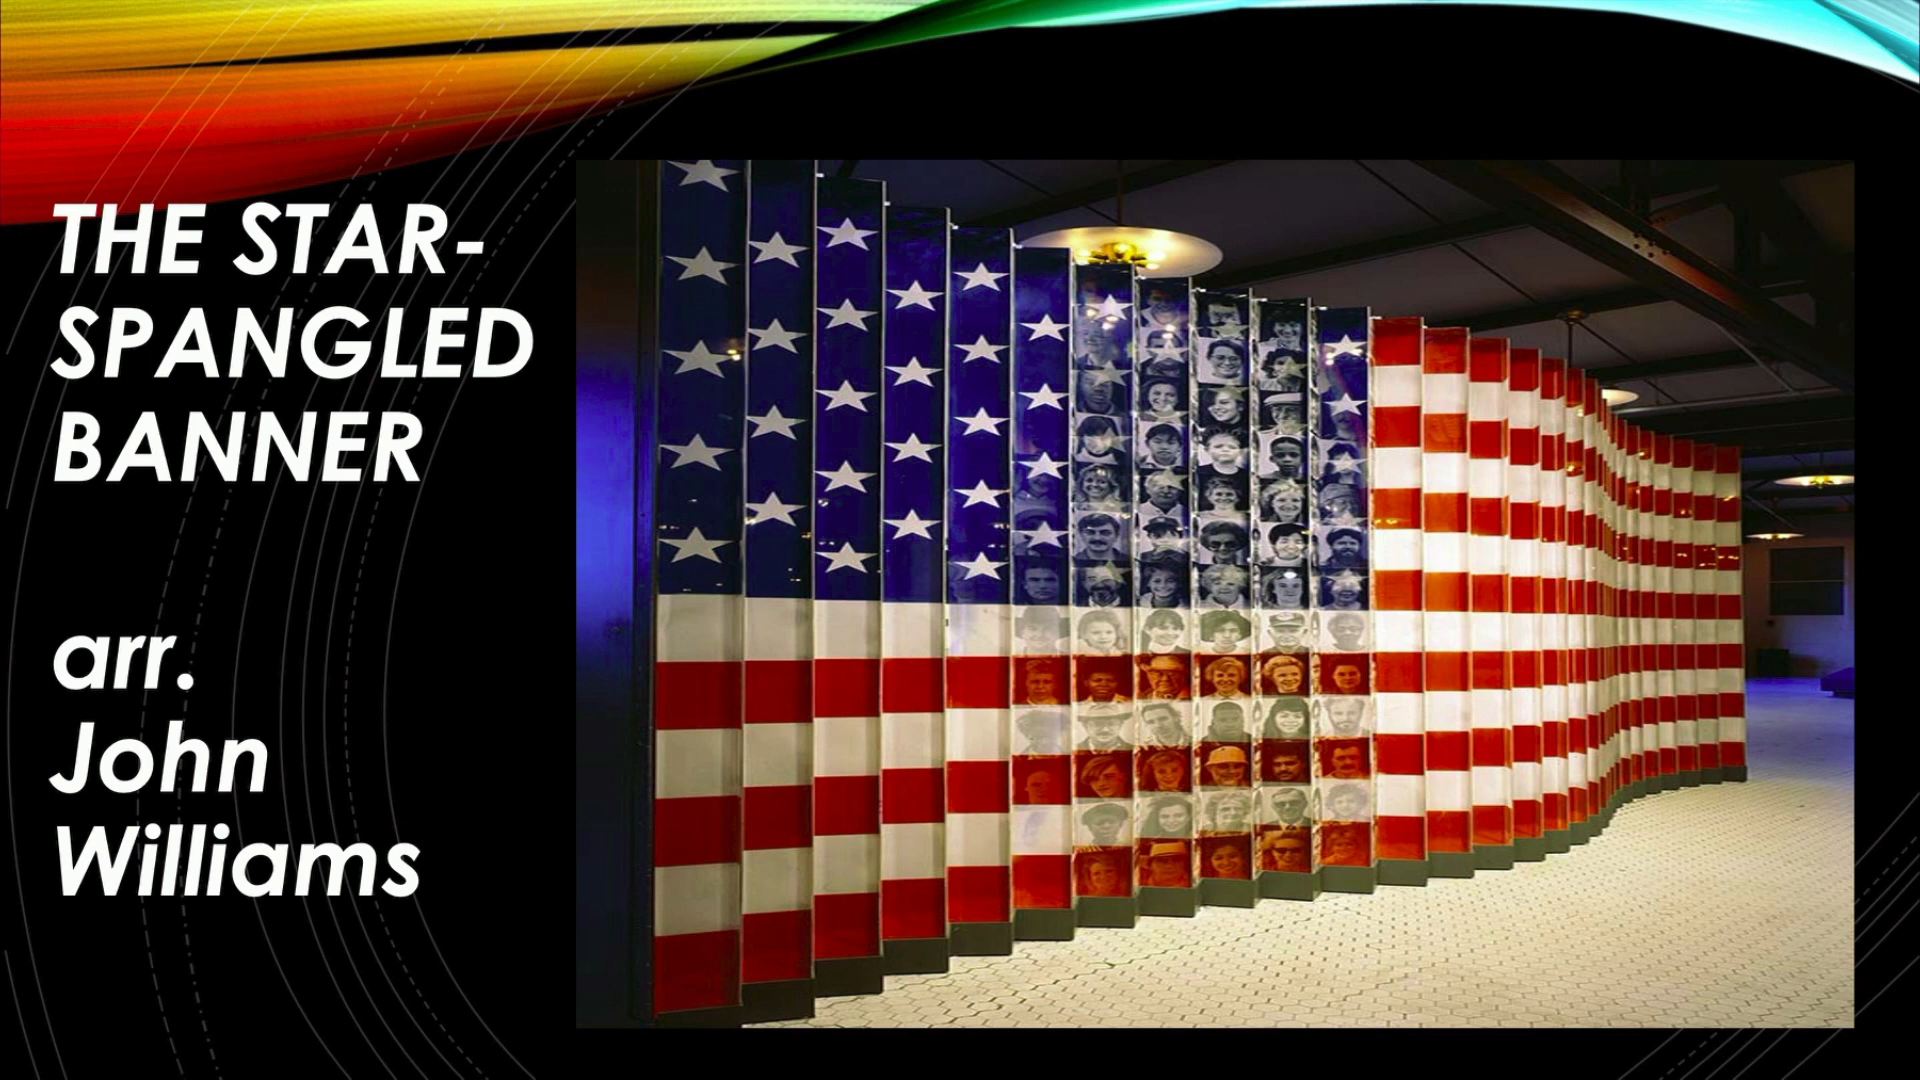 THE STAR-
SPANGLED
BANNER
arr.
John
Williams